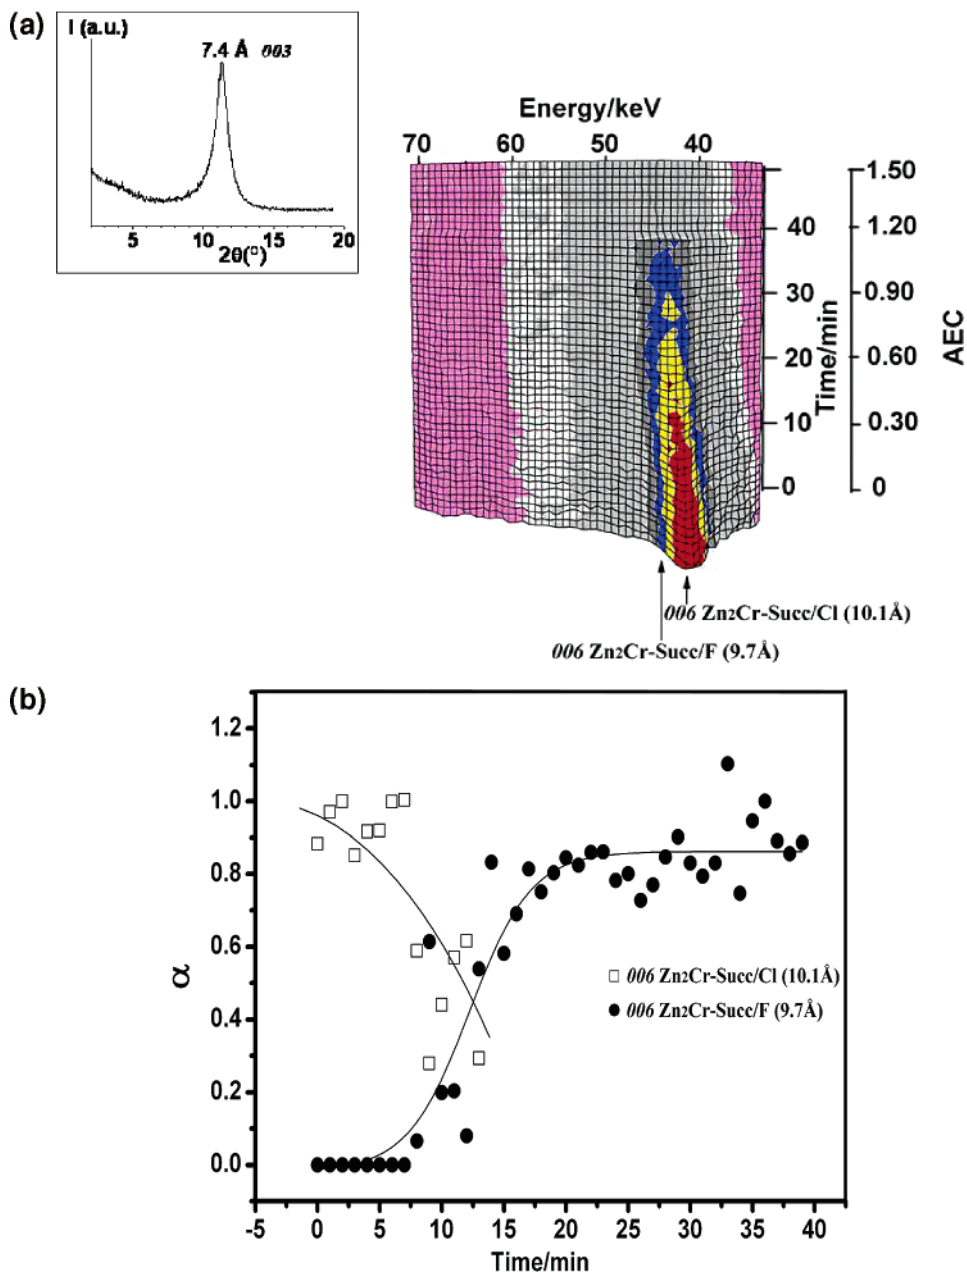 (a)
I (a.u.)
7.4 Å 003
5 10 15 20
2θ(°)
Energy/keV
70 60 50 40
40
30
20
10
0
Time/min
1.50
1.20
0.90
0.60
0.30
0
AEC
006 Zn2Cr-Succ/Cl (10.1Å)
006 Zn2Cr-Succ/F (9.7Å)
(b)
1.2
1.0
0.8
0.6
0.4
0.2
0.0
α
006 Zn2Cr-Succ/Cl (10.1Å)
006 Zn2Cr-Succ/F (9.7Å)
-5 0 5 10 15 20 25 30 35 40
Time/min